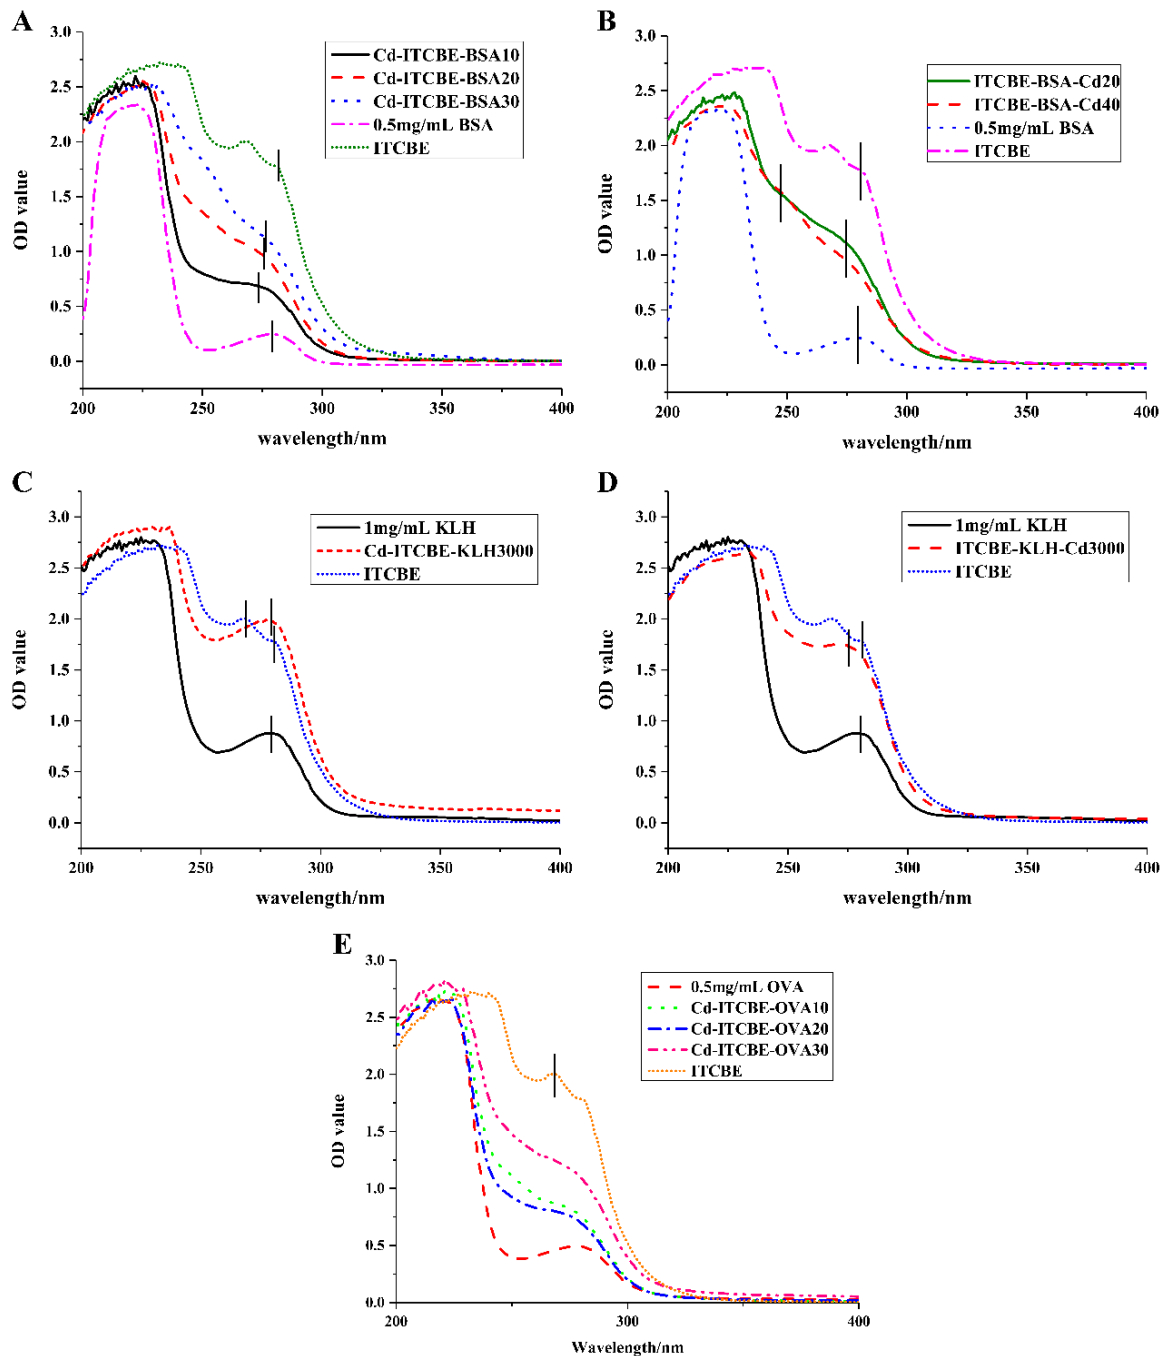 A
OD value
3.0
2.5
2.0
1.5
1.0
0.5
0.0
200
250
300
350
400
wavelength/nm
Cd-ITCBE-BSA10
Cd-ITCBE-BSA20
Cd-ITCBE-BSA30
0.5mg/mL BSA
ITCBE
B
OD value
3.0
2.5
2.0
1.5
1.0
0.5
0.0
200
250
300
350
400
wavelength/nm
ITCBE-BSA-Cd20
ITCBE-BSA-Cd40
0.5mg/mL BSA
ITCBE
C
OD value
3.0
2.5
2.0
1.5
1.0
0.5
0.0
200
250
300
350
400
wavelength/nm
1mg/mL KLH
Cd-ITCBE-KLH3000
ITCBE
D
OD value
3.0
2.5
2.0
1.5
1.0
0.5
0.0
200
250
300
350
400
wavelength/nm
1mg/mL KLH
ITCBE-KLH-Cd3000
ITCBE
E
OD value
3.0
2.5
2.0
1.5
1.0
0.5
0.0
200
300
400
Wavelength/nm
0.5mg/mL OVA
Cd-ITCBE-OVA10
Cd-ITCBE-OVA20
Cd-ITCBE-OVA30
ITCBE